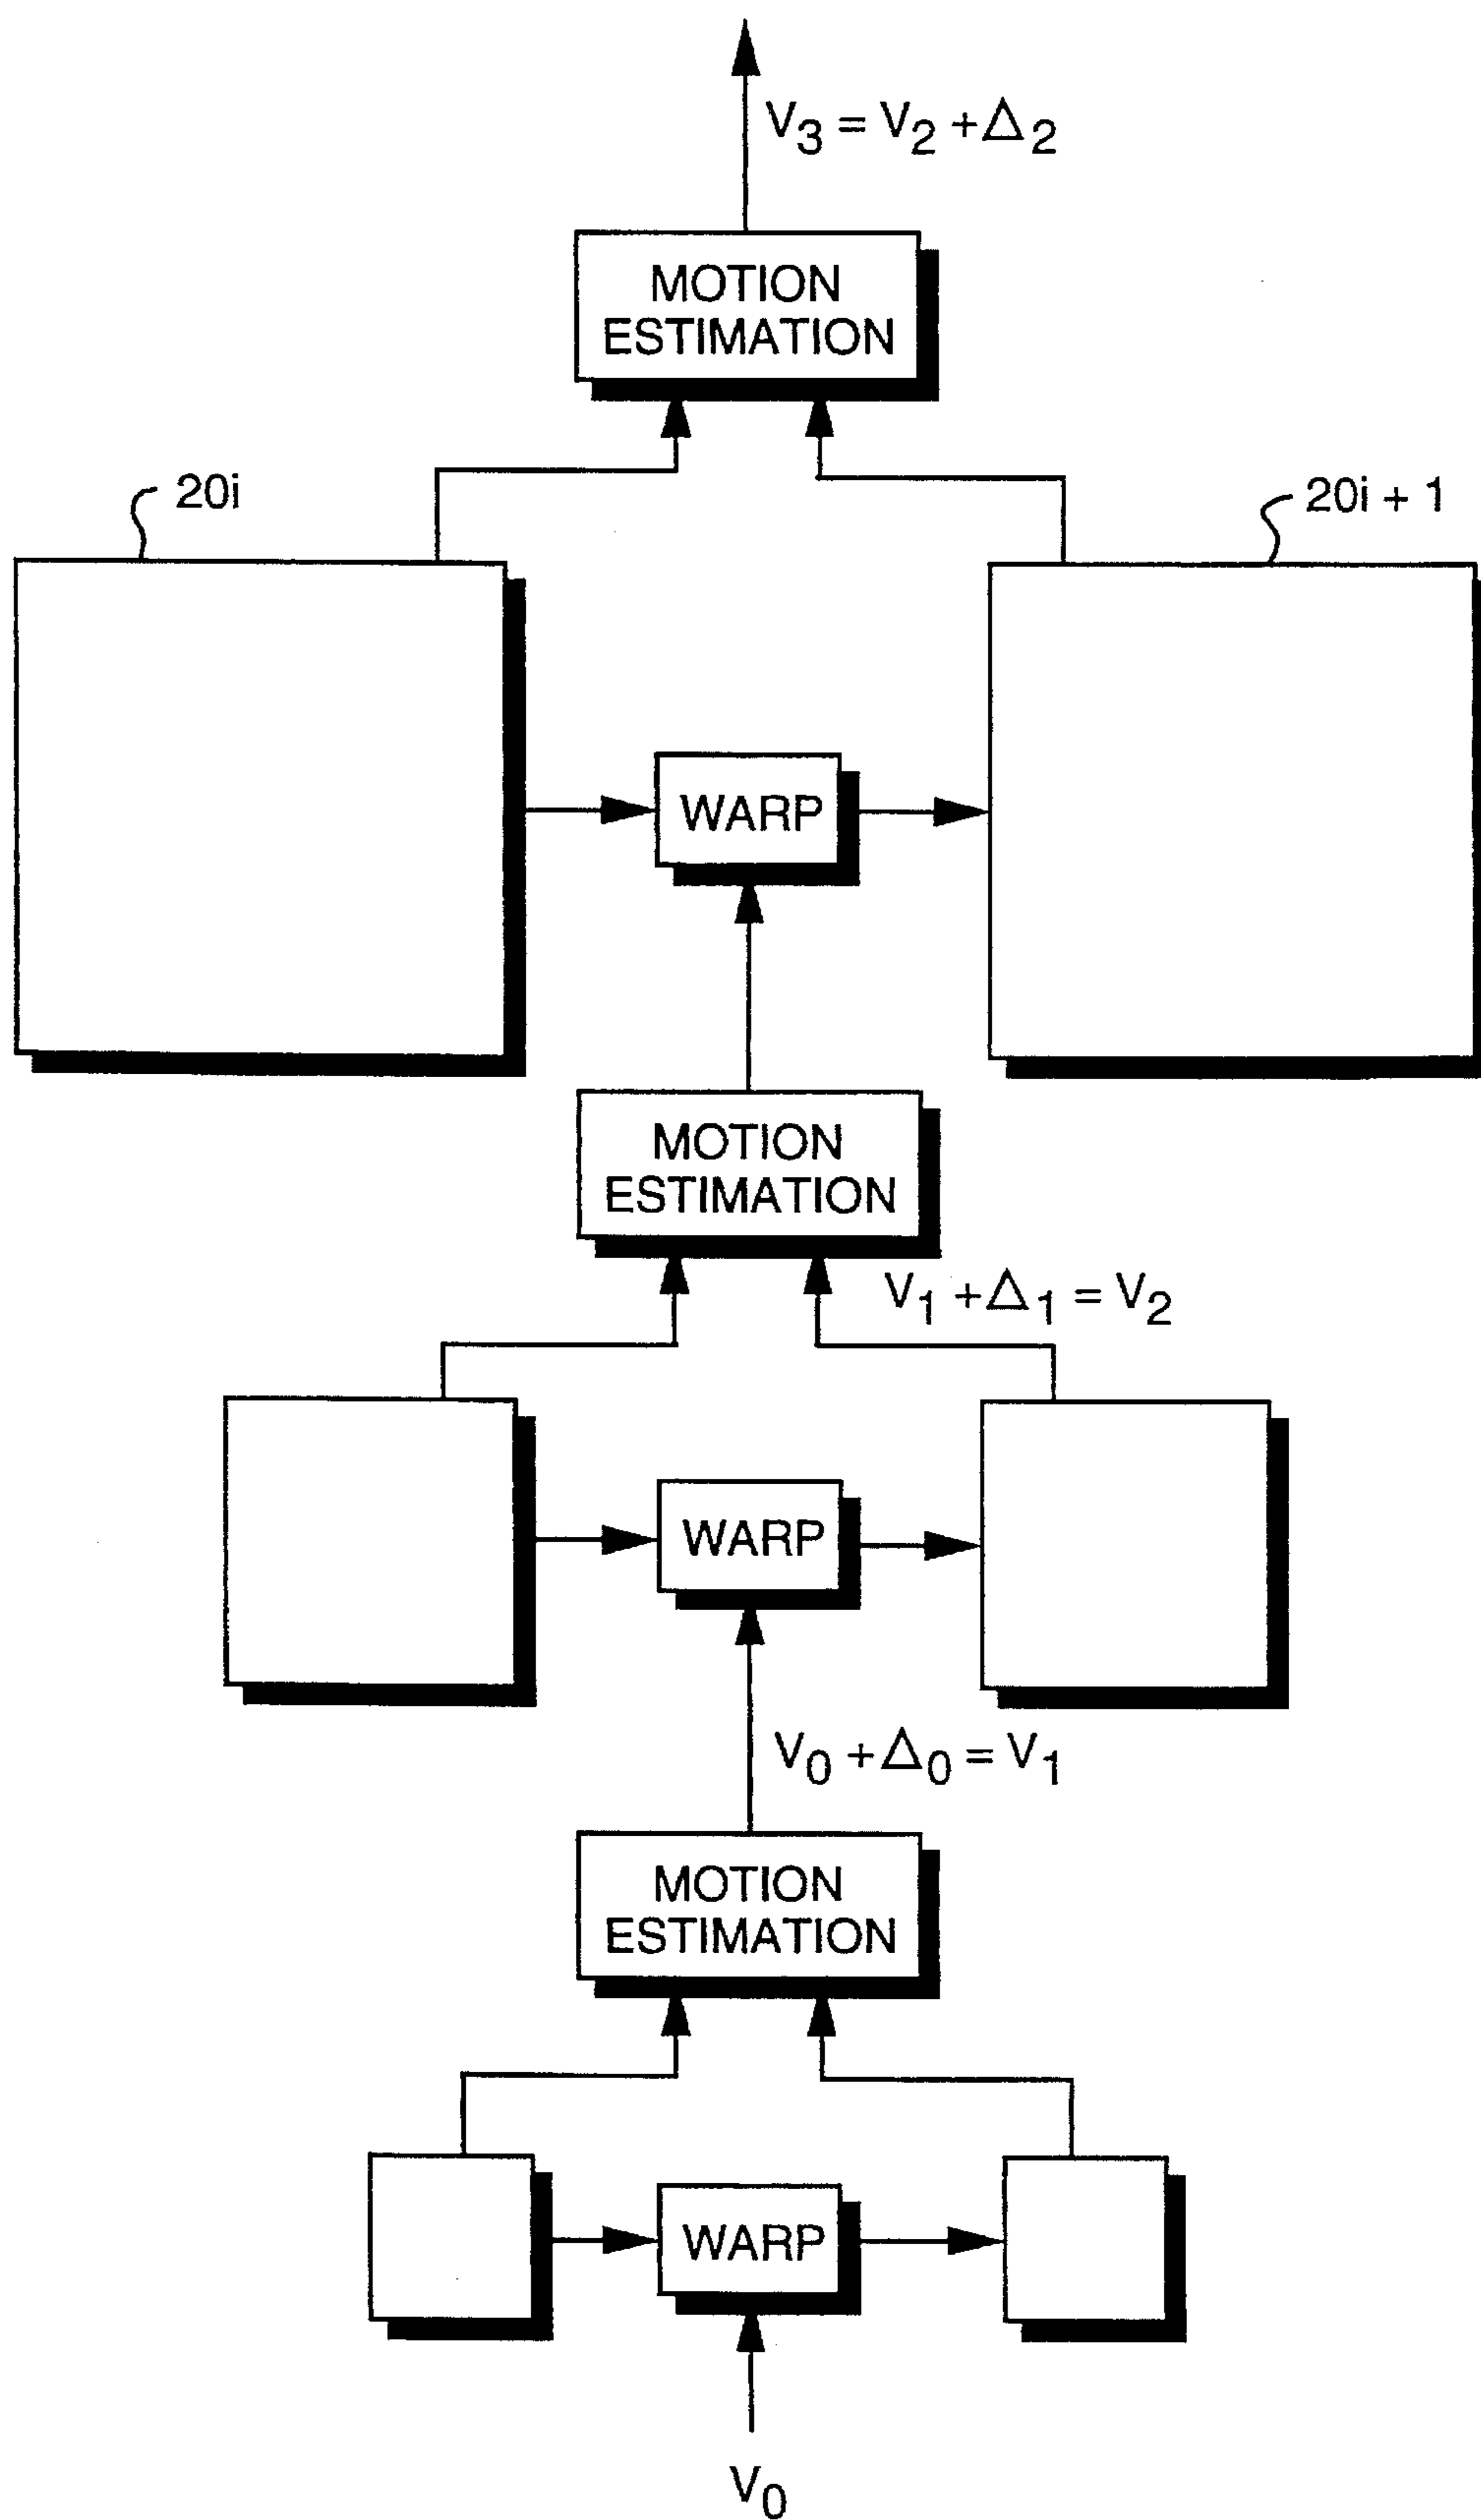 V₃ = V₂ + Δ₂
MOTION
ESTIMATION
20i
20i + 1
WARP
MOTION
ESTIMATION
V₁ + Δ₁ = V₂
WARP
V₀ + Δ₀ = V₁
MOTION
ESTIMATION
WARP
V₀